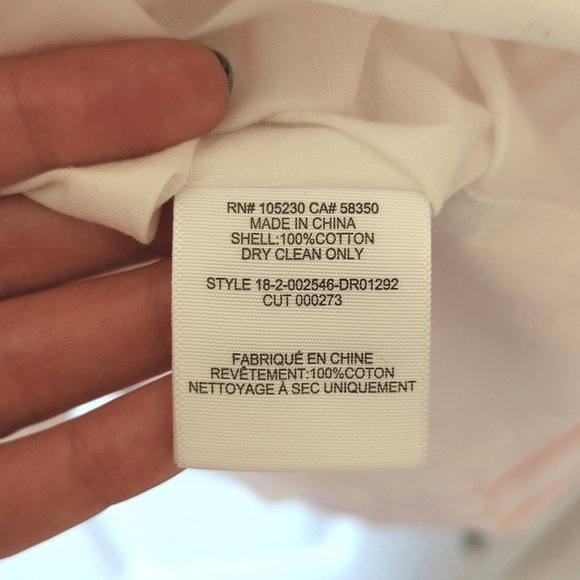 RN# 105230 CA# 58350
MADE IN CHINA
SHELL:100%COTTON
DRY CLEAN ONLY
STYLE 18-2-002546-DR01292
CUT 000273
FABRIQUÉ EN CHINE
REVÊTEMENT:100%COTON
NETTOYAGE À SEC UNIQUEMENT